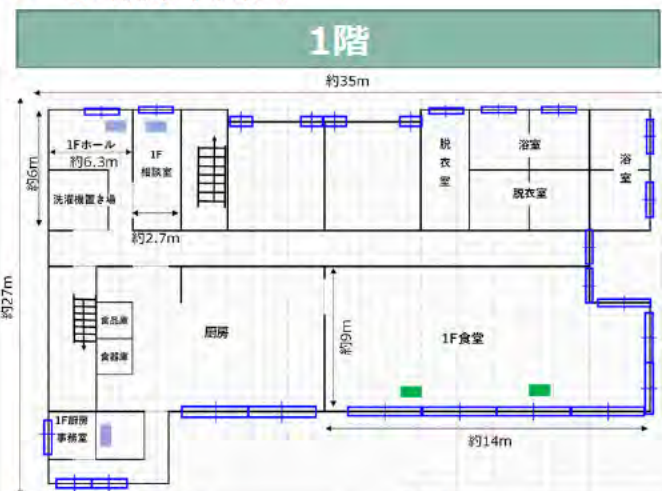 1階
約35m
1Fホール
約6.3m
約6m
1F
相談室
洗濯機置き場
約2.7m
脱衣室
浴室
脱衣室
浴室
約27m
食品庫
食器庫
厨房
約9m
1F食堂
1F厨房
事務室
約14m